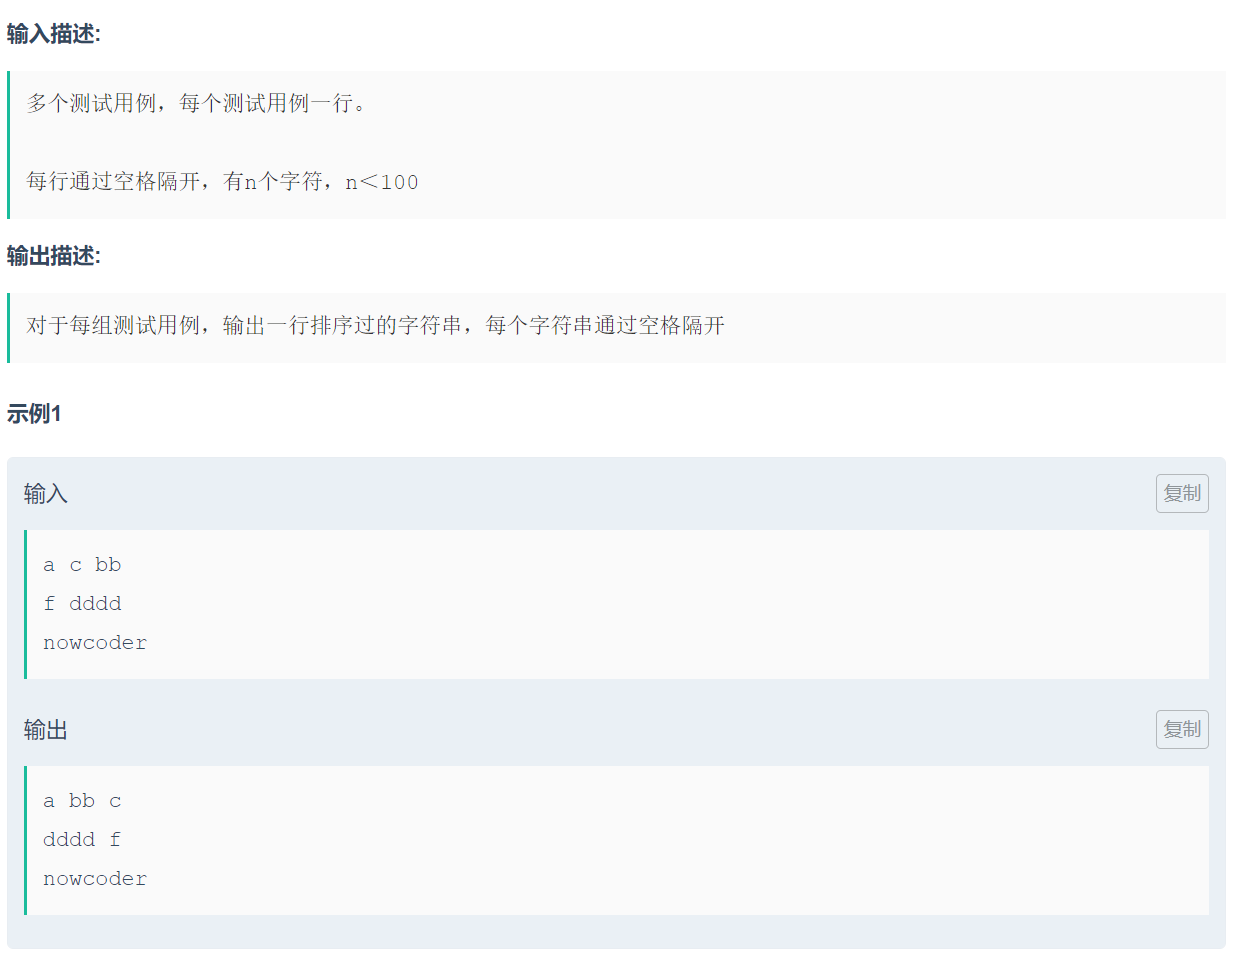 输入描述:
多个测试用例，每个测试用例一行。
每行通过空格隔开，有n个字符，n＜100
输出描述:
对于每组测试用例，输出一行排序过的字符串，每个字符串通过空格隔开
示例1
输入
复制
a c bb
f dddd
nowcoder
输出
复制
a bb c
dddd f
nowcoder